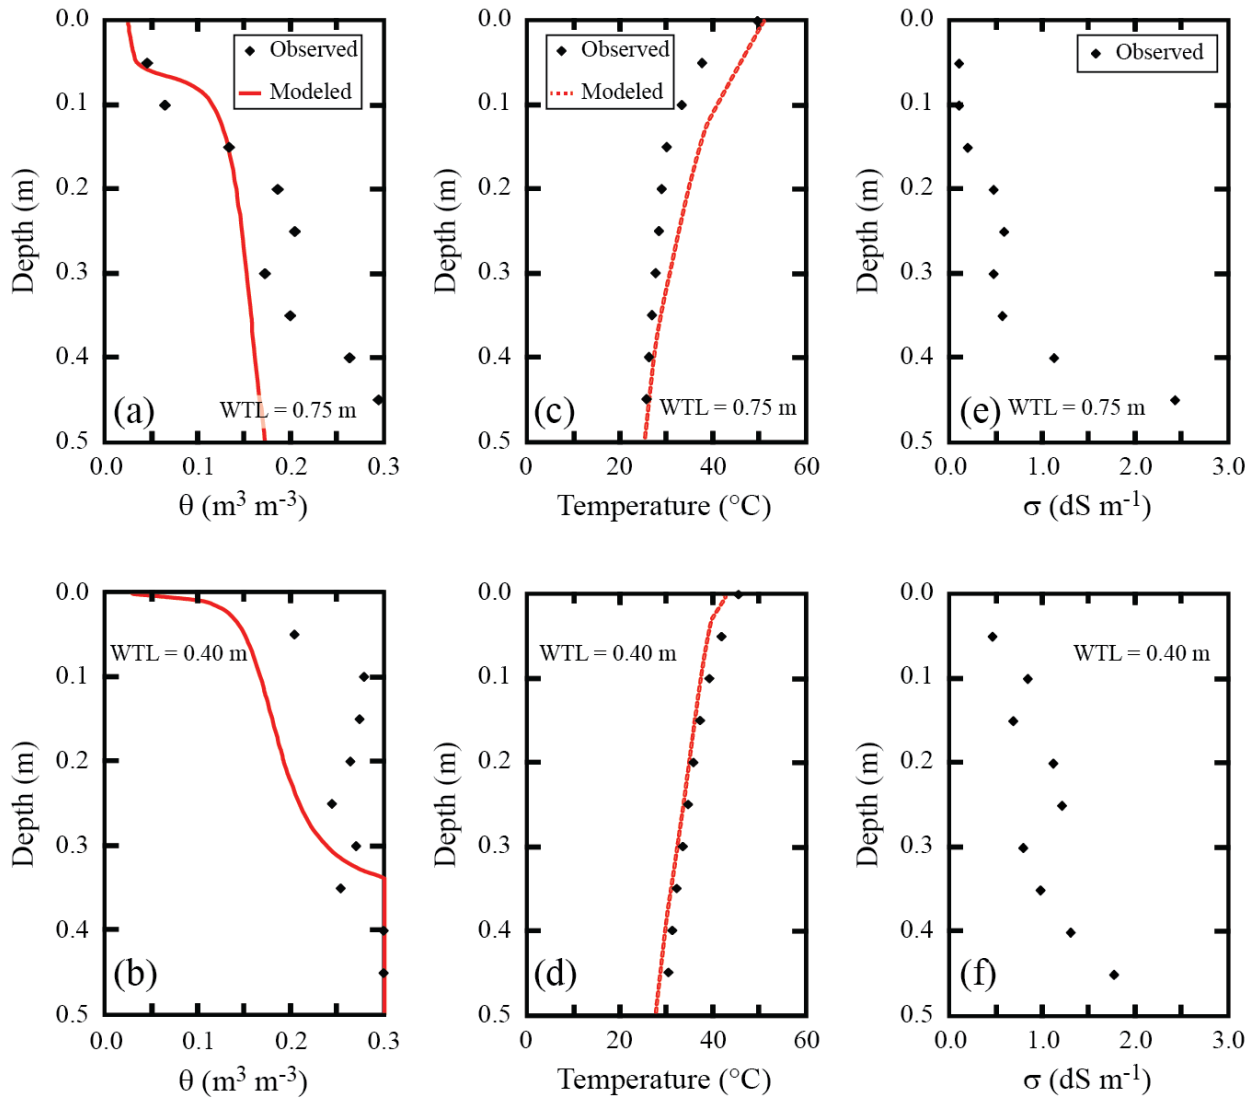 0.0
0.1
0.2
0.3
0.4
0.5
Depth (m)
Observed
Modeled
(a)
WTL = 0.75 m
0.0
0.1
0.2
0.3
θ (m³ m⁻³)
0.0
0.1
0.2
0.3
0.4
0.5
Depth (m)
Observed
Modeled
(c)
WTL = 0.75 m
0
20
40
60
Temperature (°C)
0.0
0.1
0.2
0.3
0.4
0.5
Depth (m)
Observed
(e)
WTL = 0.75 m
0.0
1.0
2.0
3.0
σ (dS m⁻¹)
0.0
0.1
0.2
0.3
0.4
0.5
Depth (m)
WTL = 0.40 m
(b)
0.0
0.1
0.2
0.3
θ (m³ m⁻³)
0.0
0.1
0.2
0.3
0.4
0.5
Depth (m)
WTL = 0.40 m
(d)
0
20
40
60
Temperature (°C)
0.0
0.1
0.2
0.3
0.4
0.5
Depth (m)
WTL = 0.40 m
(f)
0.
1.0
2.0
3.0
σ (dS m⁻¹)